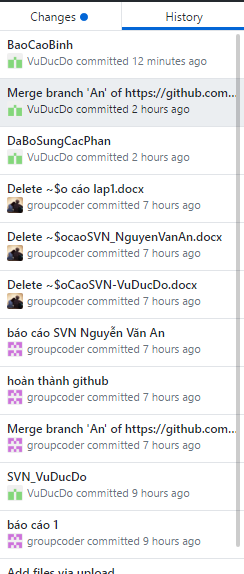 Changes
History
BaoCaoBinh
VuDucDo committed 12 minutes ago
Merge branch 'An' of https://github.com...
VuDucDo committed 2 hours ago
DaBoSungCacPhan
VuDucDo committed 2 hours ago
Delete ~$o cáo lap1.docx
groupcoder committed 7 hours ago
Delete ~$ocaoSVN_NguyenVanAn.docx
groupcoder committed 7 hours ago
Delete ~$oCaoSVN-VuDucDo.docx
groupcoder committed 7 hours ago
báo cáo SVN Nguyễn Văn An
groupcoder committed 7 hours ago
hoàn thành github
groupcoder committed 7 hours ago
Merge branch 'An' of https://github.com...
groupcoder committed 7 hours ago
SVN_VuDucDo
VuDucDo committed 9 hours ago
báo cáo 1
groupcoder committed 9 hours ago
Add files via upload